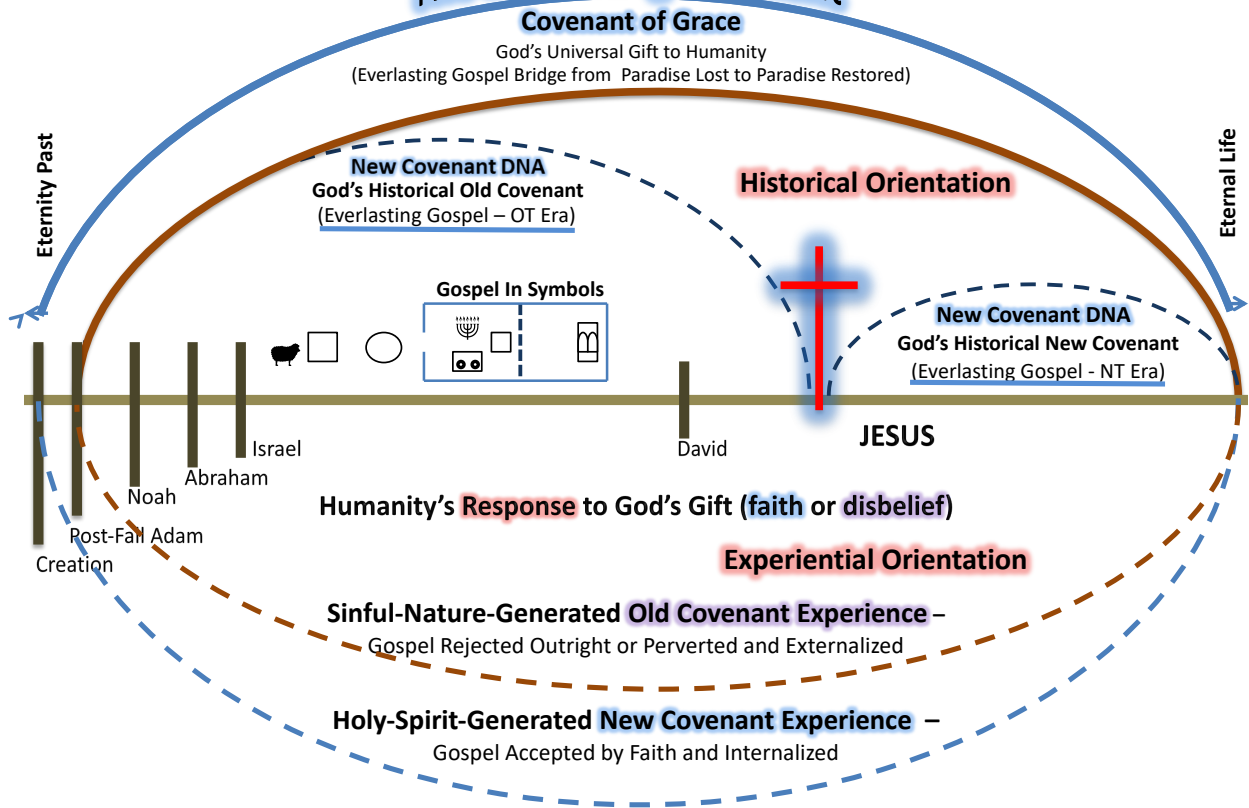 Covenant of Grace
God's Universal Gift to Humanity
(Everlasting Gospel Bridge from Paradise Lost to Paradise Restored)
Eternity Past
Eternal Life
New Covenant DNA
God's Historical Old Covenant
(Everlasting Gospel – OT Era)
Historical Orientation
Gospel In Symbols
New Covenant DNA
God's Historical New Covenant
(Everlasting Gospel - NT Era)
JESUS
David
Israel
Abraham
Noah
Post-Fall Adam
Creation
Humanity's Response to God's Gift (faith or disbelief)
Experiential Orientation
Sinful-Nature-Generated Old Covenant Experience –
Gospel Rejected Outright or Perverted and Externalized
Holy-Spirit-Generated New Covenant Experience –
Gospel Accepted by Faith and Internalized